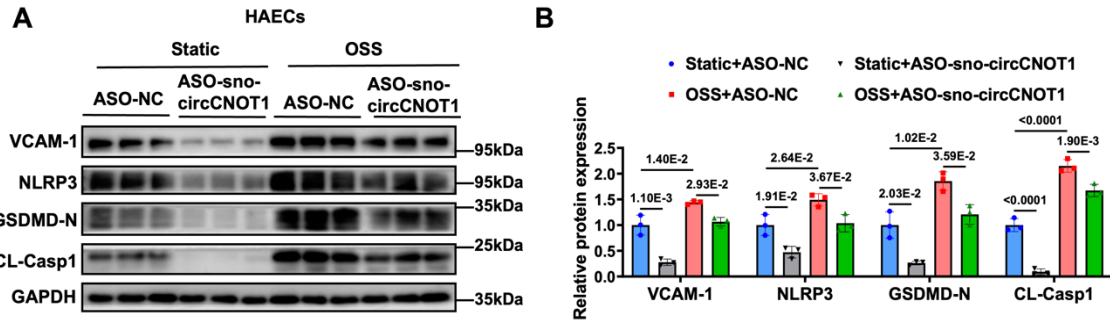 A
HAECs
Static
OSS
ASO-NC
ASO-sno-
circCNOT1
ASO-NC
ASO-sno-
circCNOT1
VCAM-1
95kDa
NLRP3
95kDa
35kDa
GSDMD-N
25kDa
CL-Casp1
GAPDH
35kDa
B
Static+ASO-NC
Static+ASO-sno-circCNOT1
OSS+ASO-NC
OSS+ASO-sno-circCNOT1
Relative protein expression
2.5
2.0
1.5
1.0
0.5
0.0
1.40E-2
1.10E-3
2.93E-2
2.64E-2
1.91E-2
3.67E-2
1.02E-2
2.03E-2
3.59E-2
<0.0001
<0.0001
1.90E-3
VCAM-1
NLRP3
GSDMD-N
CL-Casp1